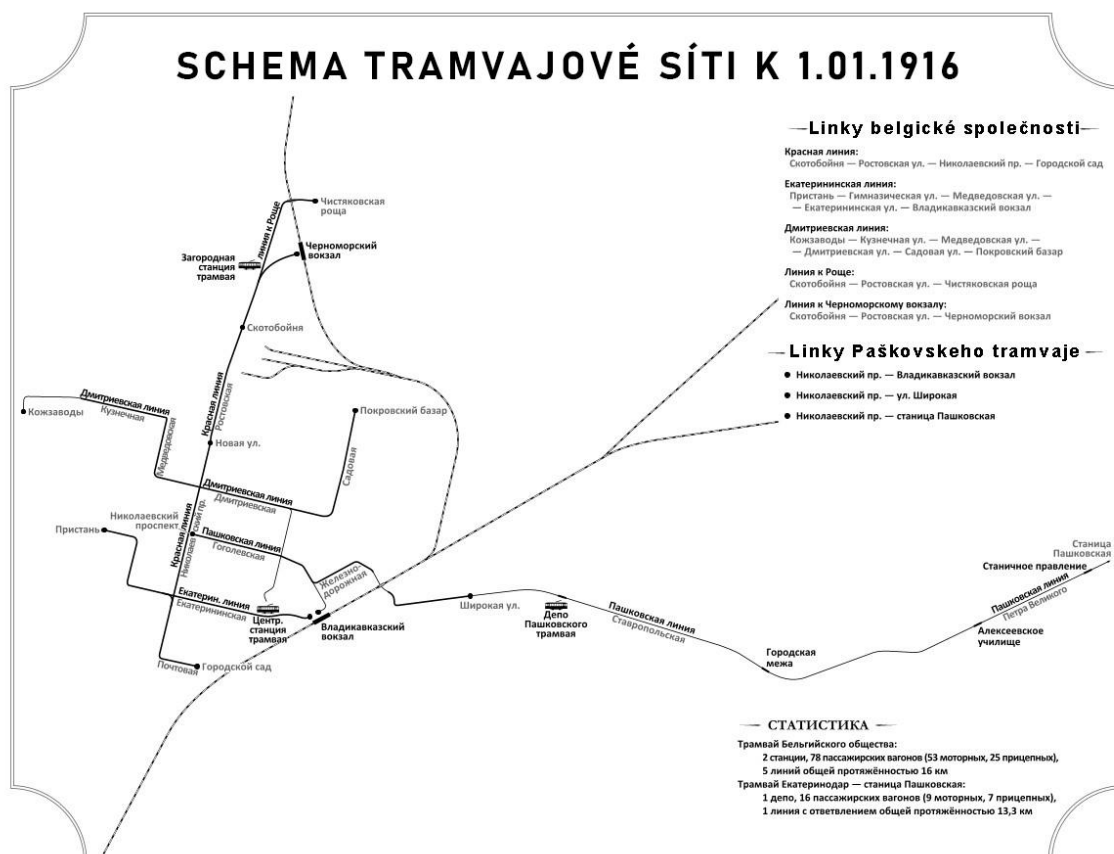 SCHEMA TRAMVAJOVÉ SÍTI K 1.01.1916
Linky belgické společnosti
Красная линия:
Скотобойня — Ростовская ул. — Николаевский пр. — Городской сад
Екатерининская линия:
Пристань — Гимназическая ул. — Медведовская ул. —
— Екатерининская ул. — Владикавказский вокзал
Дмитриевская линия:
Кожзаводы — Кузнечная ул. — Медведовская ул. —
— Дмитриевская ул. — Садовая ул. — Покровский базар
Линия к Роще:
Скотобойня — Ростовская ул. — Чистяковская роща
Линия к Черноморскому вокзалу:
Скотобойня — Ростовская ул. — Черноморский вокзал
Linky Paškovskeho tramvaje
Николаевский пр. — Владикавказский вокзал
Николаевский пр. — ул. Широкая
Николаевский пр. — станица Пашковская
Чистяковская
роща
линия к Роще
Черноморский
вокзал
Загородная
станция
трамвая
Скотобойня
Красная линия
Ростовская
Дмитриевская линия
Кузнечная
Кожзаводы
Медведовская
Новая ул.
Покровский базар
Садовая
Дмитриевская линия
Дмитриевская
Николаевский
проспект
Красная линия
Николаевский пр.
Пристань
Пашковская линия
Гоголевская
Железно-
дорожная
Екатерин. линия
Екатерининская
Центр.
станция
трамвая
Владикавказский
вокзал
Почтовая
Городской сад
Широкая ул.
Депо
Пашковского
трамвая
Пашковская линия
Ставропольская
Городская
межа
Станица
Пашковская
Станичное правление
Пашковская линия
Петра Великого
Алексеевское
училище
СТАТИСТИКА
Трамвай Бельгийского общества:
2 станции, 78 пассажирских вагонов (53 моторных, 25 прицепных),
5 линий общей протяжённостью 16 км
Трамвай Екатеринодар — станица Пашковская:
1 депо, 16 пассажирских вагонов (9 моторных, 7 прицепных),
1 линия с ответвлением общей протяжённостью 13,3 км